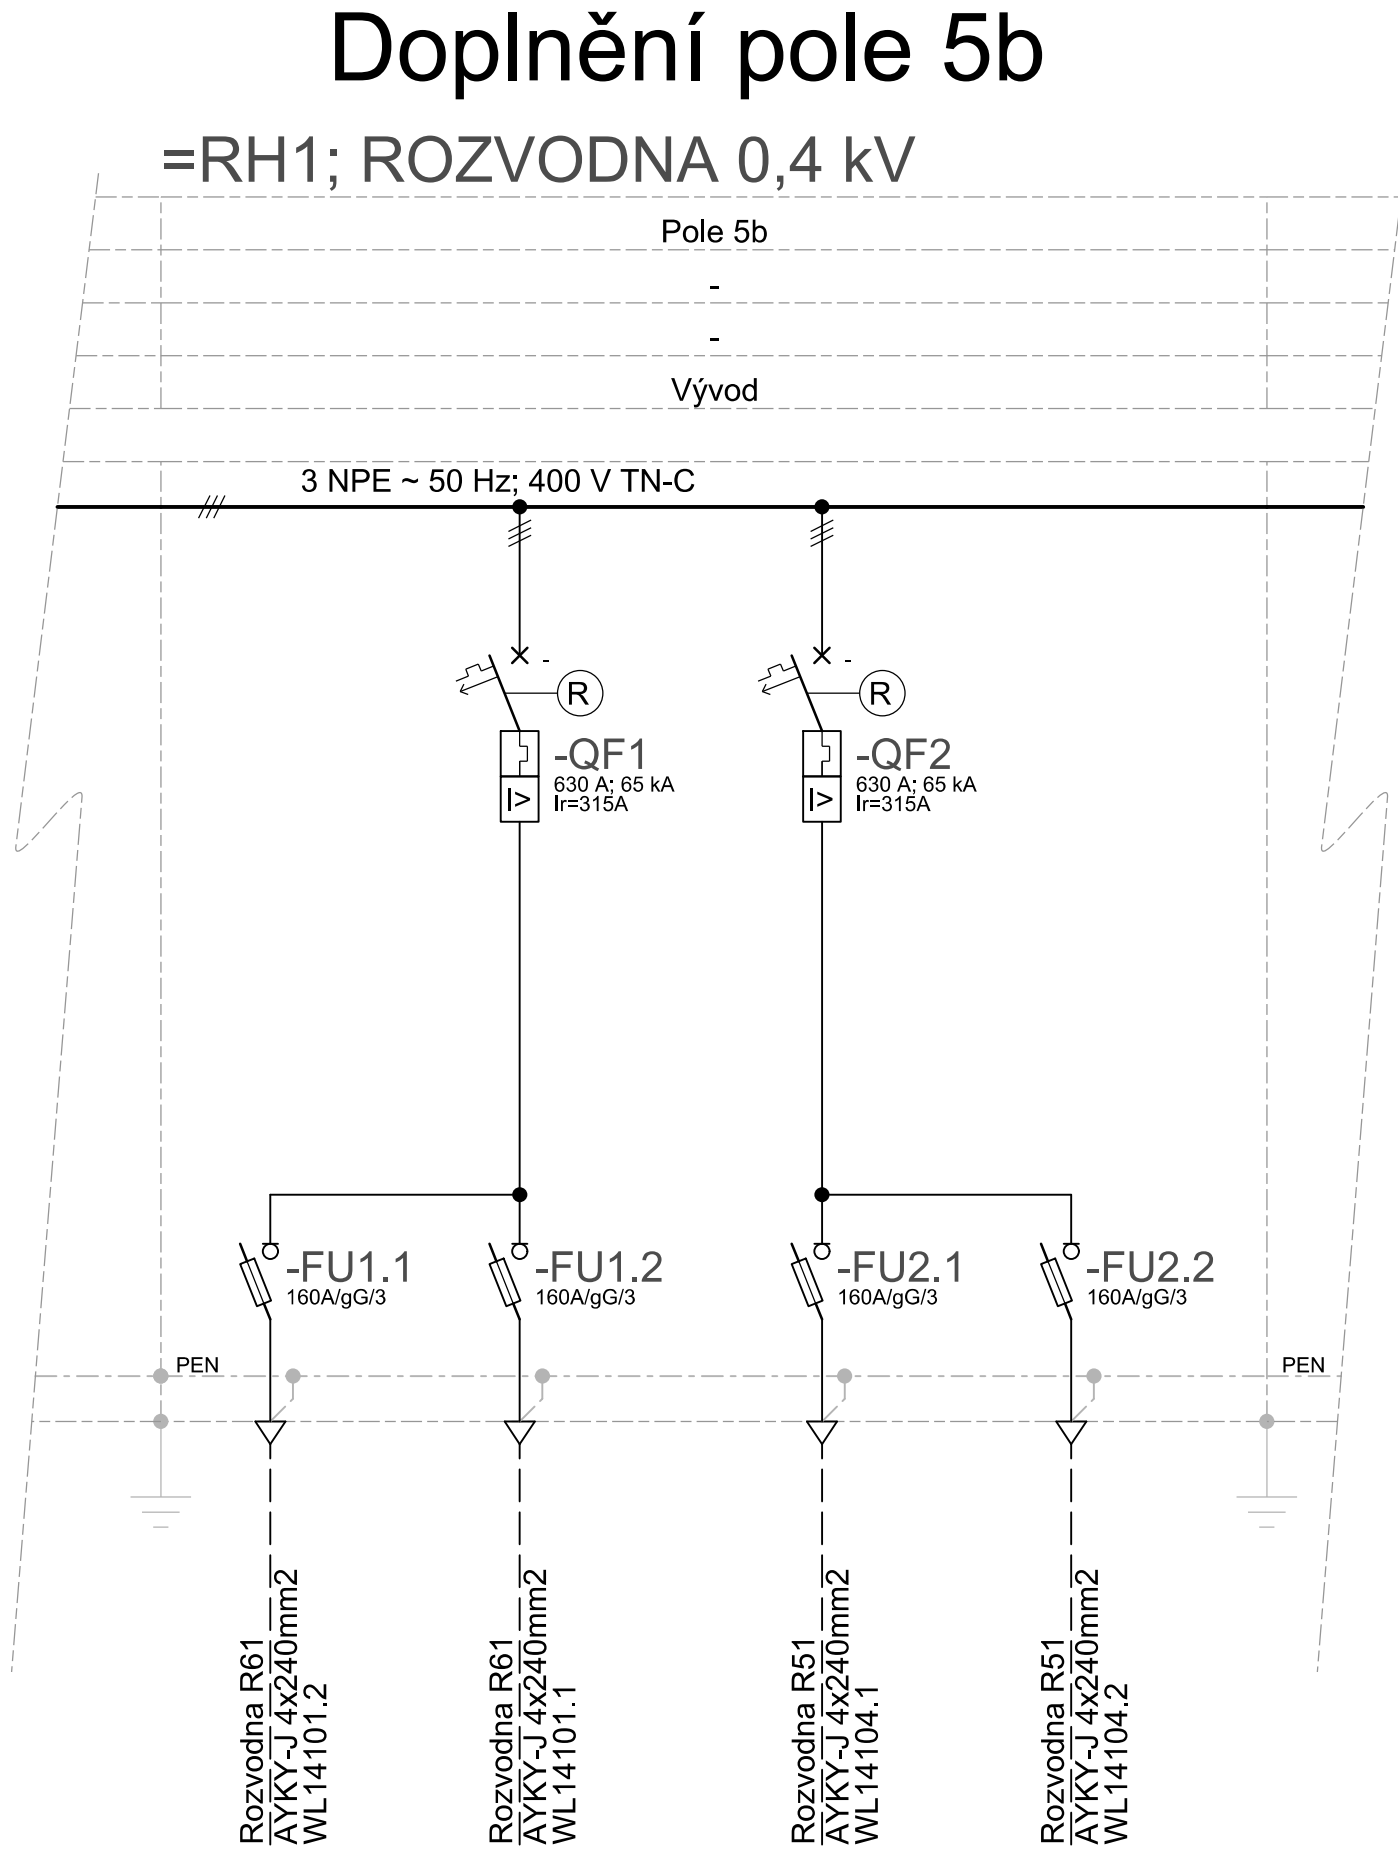 Doplnění pole 5b
=RH1; ROZVODNA 0,4 kV
Pole 5b
-
-
Vývod
3 NPE ~ 50 Hz; 400 V TN-C
-
R
-QF1
630 A; 65 kA
Ir=315A
I>
-
R
-QF2
630 A; 65 kA
Ir=315A
I>
-FU1.1
160A/gG/3
-FU1.2
160A/gG/3
-FU2.1
160A/gG/3
-FU2.2
160A/gG/3
PEN
PEN
Rozvodna R61
AYKY-J 4x240mm2
WL14101.2
Rozvodna R61
AYKY-J 4x240mm2
WL14101.1
Rozvodna R51
AYKY-J 4x240mm2
WL14104.1
Rozvodna R51
AYKY-J 4x240mm2
WL14104.2